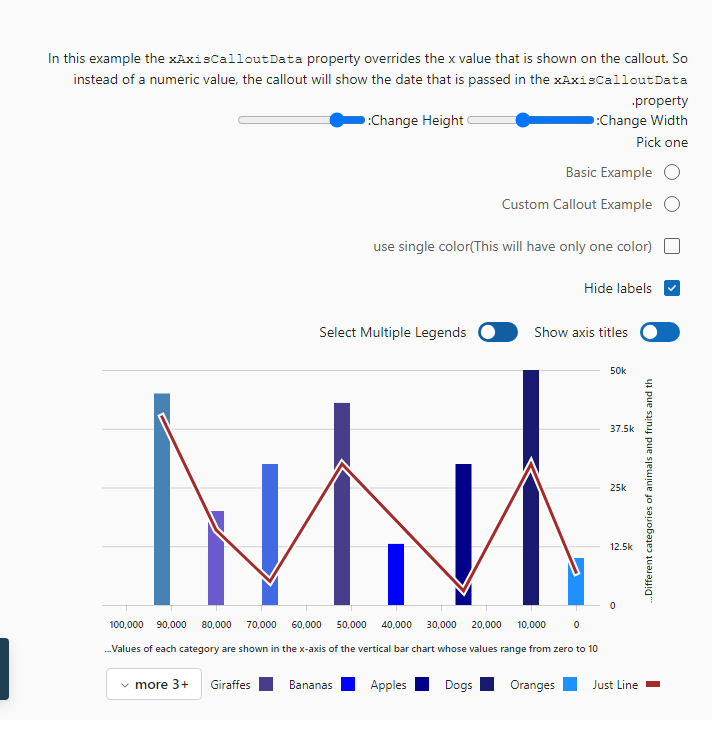 In this example the xAxisCalloutData property overrides the x value that is shown on the callout. So
instead of a numeric value, the callout will show the date that is passed in the xAxisCalloutData
.property
:Change Height :Change Width
Pick one
Basic Example
Custom Callout Example
use single color(This will have only one color)
Hide labels
Select Multiple Legends Show axis titles
50k
37.5k
25k
12.5k
0
...Different categories of animals and fruits and th
100,000 90,000 80,000 70,000 60,000 50,000 40,000 30,000 20,000 10,000 0
...Values of each category are shown in the x-axis of the vertical bar chart whose values range from zero to 10
more 3+ Giraffes Bananas Apples Dogs Oranges Just Line